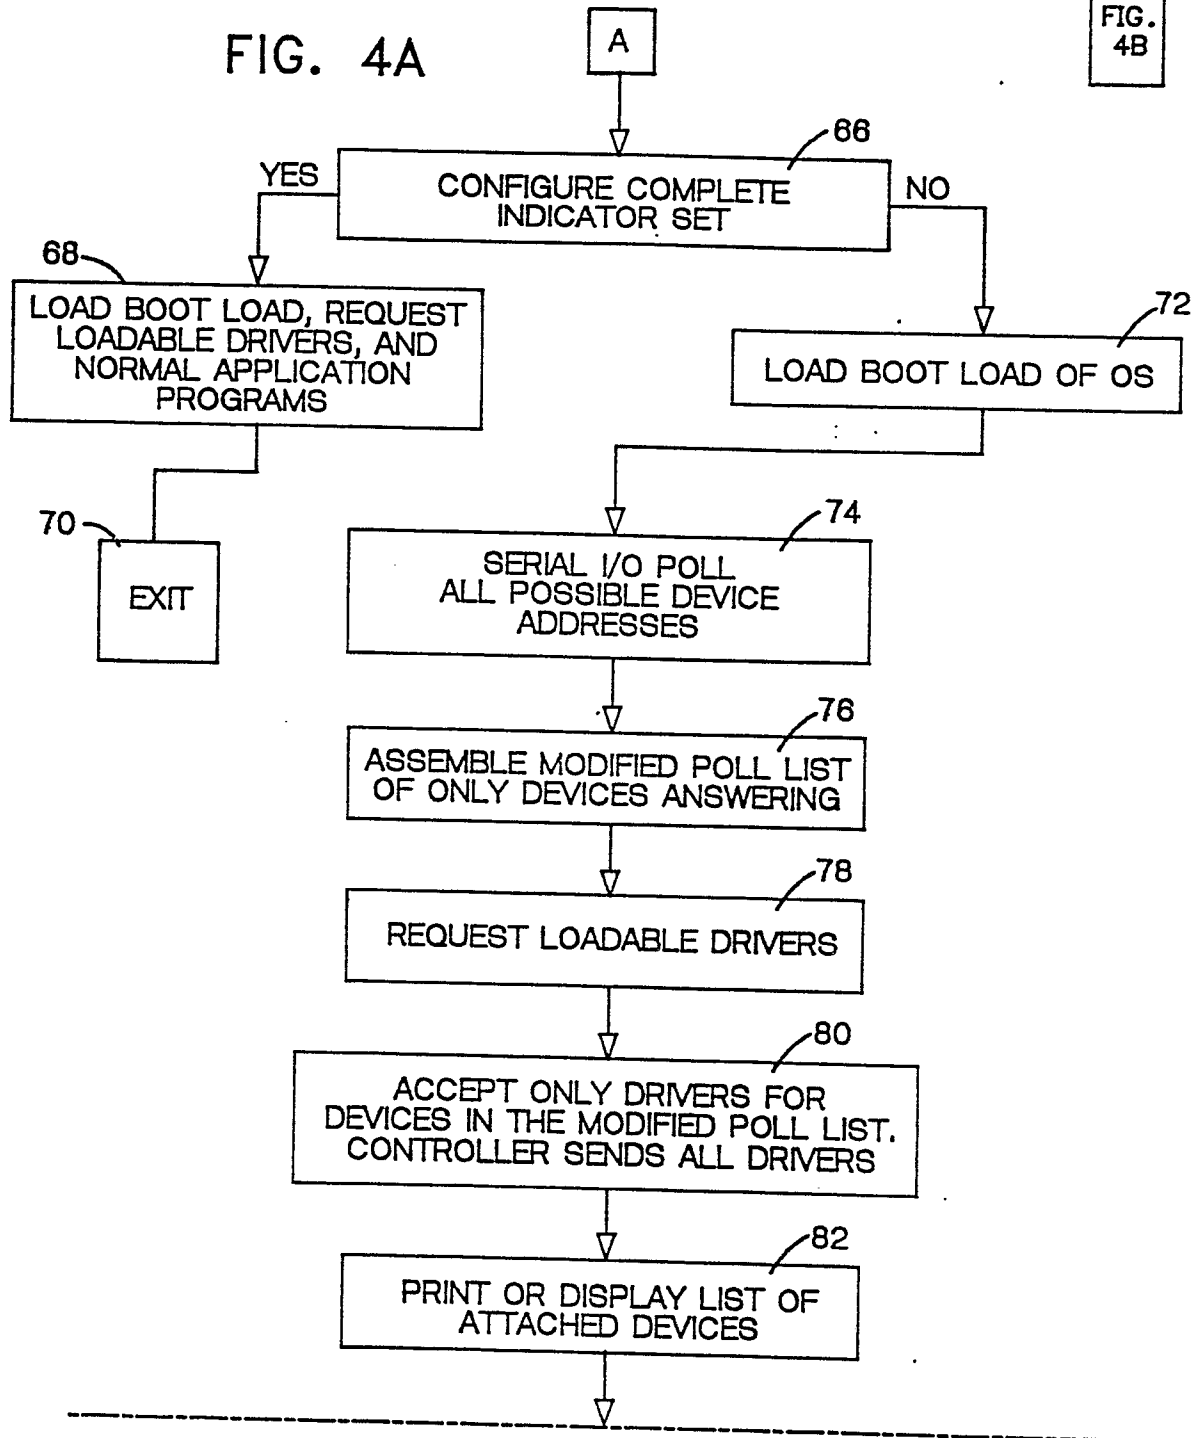 FIG. 4A
A
FIG.
4B
66
CONFIGURE COMPLETE
INDICATOR SET
YES
NO
68
LOAD BOOT LOAD, REQUEST
LOADABLE DRIVERS, AND
NORMAL APPLICATION
PROGRAMS
72
LOAD BOOT LOAD OF OS
70
EXIT
74
SERIAL I/O POLL
ALL POSSIBLE DEVICE
ADDRESSES
76
ASSEMBLE MODIFIED POLL LIST
OF ONLY DEVICES ANSWERING
78
REQUEST LOADABLE DRIVERS
80
ACCEPT ONLY DRIVERS FOR
DEVICES IN THE MODIFIED POLL LIST.
CONTROLLER SENDS ALL DRIVERS
82
PRINT OR DISPLAY LIST OF
ATTACHED DEVICES